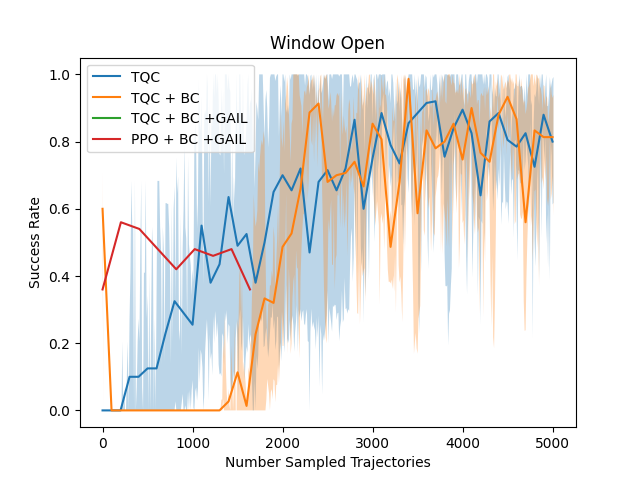 Window Open
TQC
TQC + BC
TQC + BC +GAIL
PPO + BC +GAIL
Success Rate
1.0
0.8
0.6
0.4
0.2
0.0
0
1000
2000
3000
4000
5000
Number Sampled Trajectories